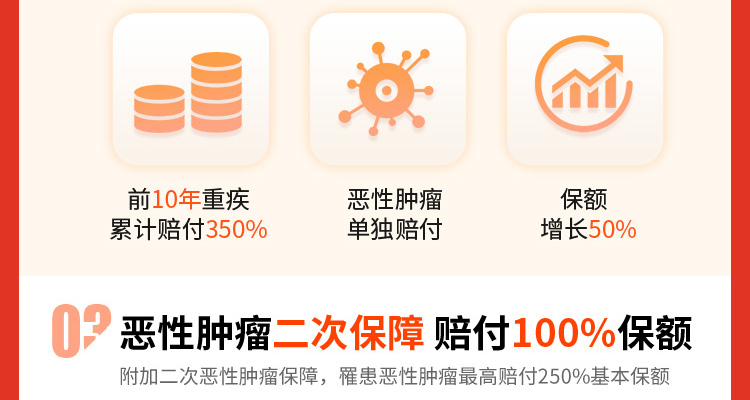 前10年重疾
累计赔付350%
恶性肿瘤
单独赔付
保额
增长50%
03
恶性肿瘤二次保障 赔付100%保额
附加二次恶性肿瘤保障，罹患恶性肿瘤最高赔付250%基本保额